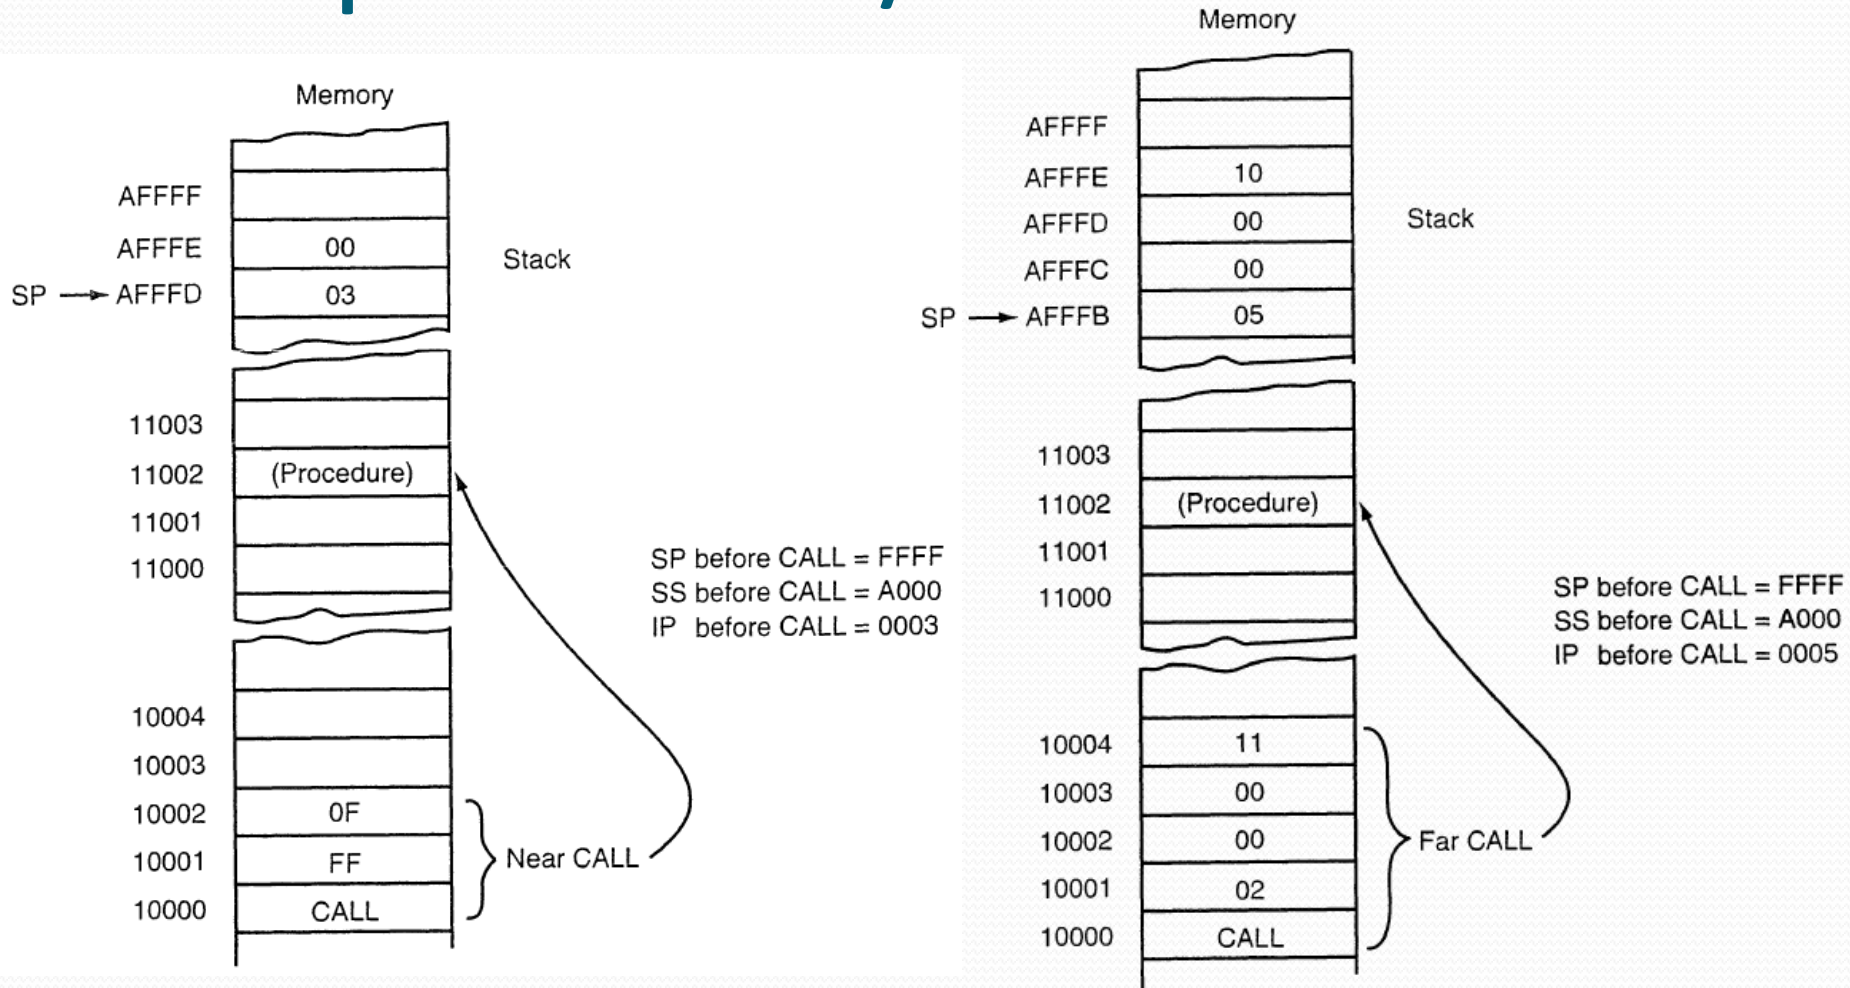 Memory
AFFFF
AFFFE 00
SP AFFFD 03
Stack
11003
11002 (Procedure)
11001
11000
SP before CALL = FFFF
SS before CALL = A000
IP before CALL = 0003
10004
10003
10002 0F
10001 FF
10000 CALL
Near CALL
Memory
AFFFF
AFFFE 10
AFFFD 00
AFFFC 00
SP AFFFB 05
Stack
11003
11002 (Procedure)
11001
11000
SP before CALL = FFFF
SS before CALL = A000
IP before CALL = 0005
10004 11
10003 00
10002 00
10001 02
10000 CALL
Far CALL